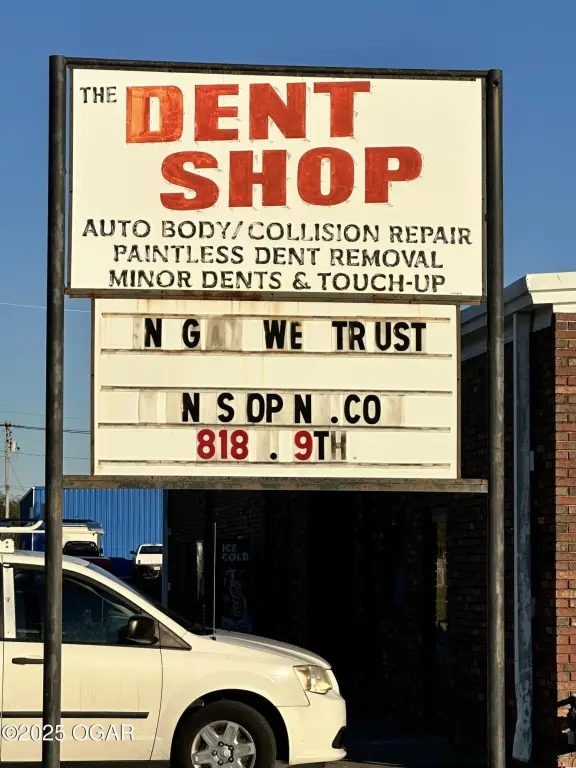 THE DENT
SHOP
AUTO BODY/COLLISION REPAIR
PAINTLESS DENT REMOVAL
MINOR DENTS & TOUCH-UP
N G WE TRUST
N S DP N .CO
818 . 9TH
ICE
COLD
©2025 OGAR